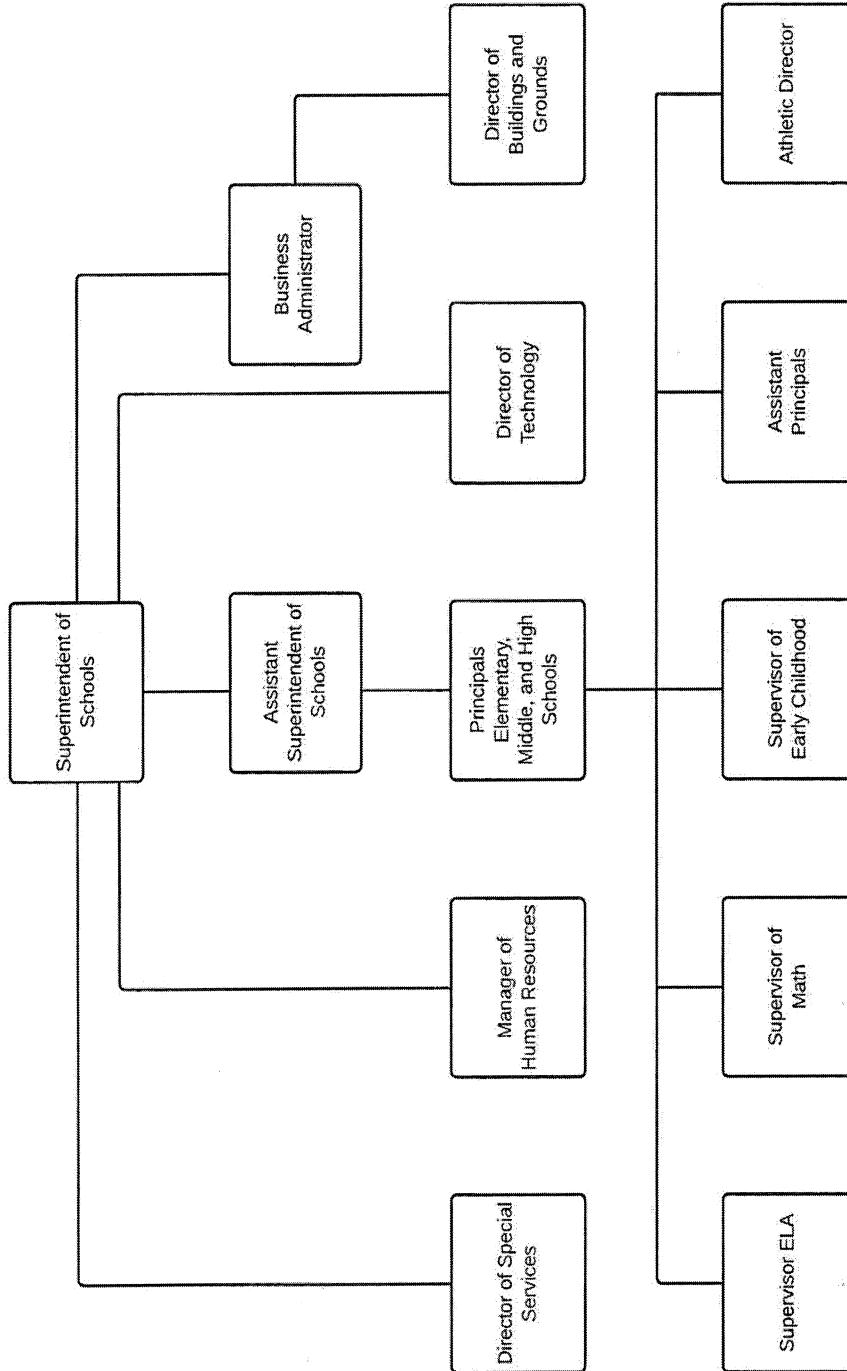 Superintendent of
Schools
Assistant
Superintendent of
Schools
Business
Administrator
Director of Special
Services
Manager of
Human Resources
Principals
Elementary,
Middle, and High
Schools
Director of
Technology
Director of
Buildings and
Grounds
Supervisor ELA
Supervisor of
Math
Supervisor of
Early Childhood
Assistant
Principals
Athletic Director